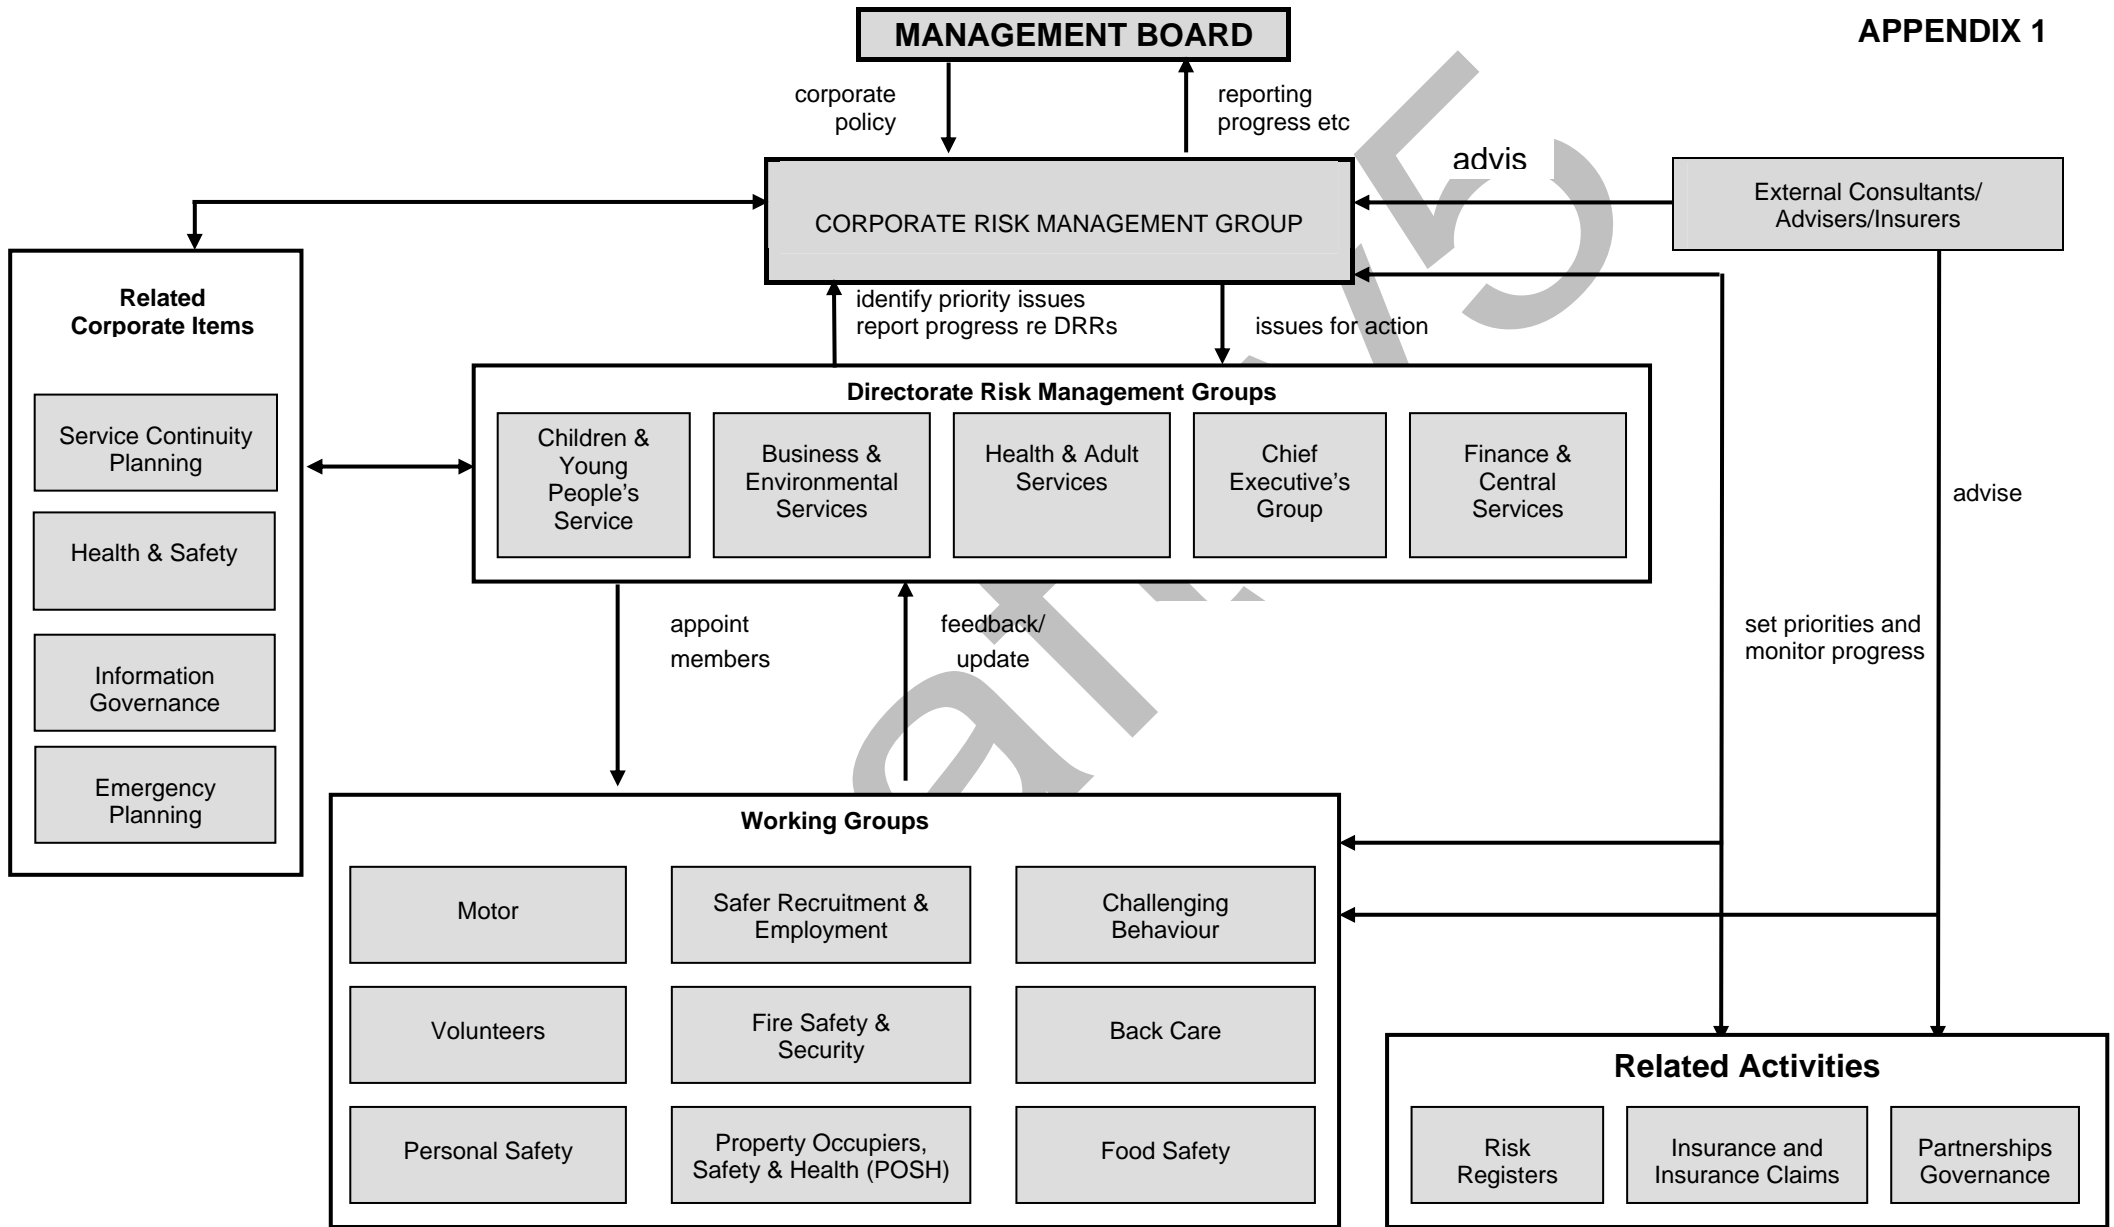 MANAGEMENT BOARD
APPENDIX 1
corporate
policy
reporting
progress etc
advis
External Consultants/
Advisers/Insurers
CORPORATE RISK MANAGEMENT GROUP
Related
Corporate Items
identify priority issues
report progress re DRRs
issues for action
Directorate Risk Management Groups
Children &
Young
People's
Service
Business &
Environmental
Services
Health & Adult
Services
Chief
Executive's
Group
Finance &
Central
Services
Service Continuity
Planning
Health & Safety
Information
Governance
Emergency
Planning
advise
appoint
members
feedback/
update
set priorities and
monitor progress
Working Groups
Motor
Safer Recruitment &
Employment
Challenging
Behaviour
Volunteers
Fire Safety &
Security
Back Care
Personal Safety
Property Occupiers,
Safety & Health (POSH)
Food Safety
Related Activities
Risk
Registers
Insurance and
Insurance Claims
Partnerships
Governance